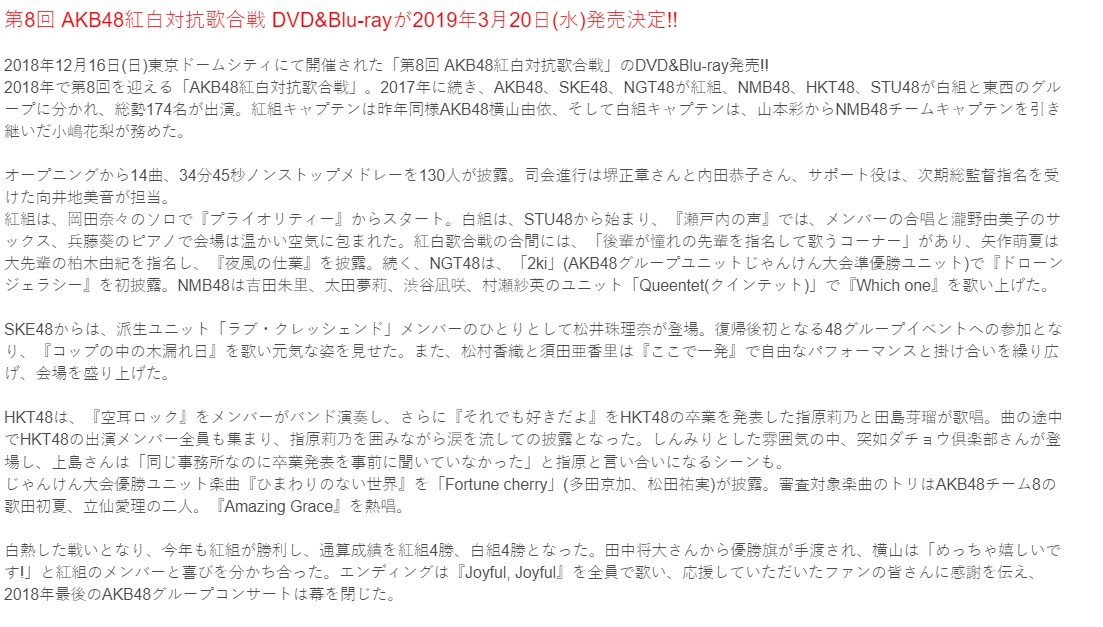 第8回 AKB48紅白対抗歌合戦 DVD&Blu-rayが2019年3月20日(水)発売決定!!
2018年12月16日(日)東京ドームシティにて開催された「第8回 AKB48紅白対抗歌合戦」のDVD&Blu-ray発売!!
2018年で第8回を迎える「AKB48紅白対抗歌合戦」。2017年に続き、AKB48、SKE48、NGT48が紅組、NMB48、HKT48、STU48が白組と東西のグル
ープに分かれ、総勢174名が出演。紅組キャプテンは昨年同様AKB48横山由依、そして白組キャプテンは、山本彩からNMB48チームキャプテンを引き
継いだ小嶋花梨が務めた。
オープニングから14曲、34分45秒ノンストップメドレーを130人が披露。司会進行は堺正章さんと内田恭子さん、サポート役は、次期総監督指名を受
けた向井地美音が担当。
紅組は、岡田奈々のソロで『プライオリティー』からスタート。白組は、STU48から始まり、『瀬戸内の声』では、メンバーの合唱と瀧野由美子のサ
ックス、兵藤葵のピアノで会場は温かい空気に包まれた。紅白歌合戦の合間には、「後輩が憧れの先輩を指名して歌うコーナー」があり、矢作萌夏は
大先輩の柏木由紀を指名し、『夜風の仕業』を披露。続く、NGT48は、「2ki」(AKB48グループユニットじゃんけん大会準優勝ユニット)で『ドローン
ジェラシー』を初披露。NMB48は吉田朱里、太田夢莉、渋谷凪咲、村瀬紗英のユニット「Queentet(クインテット)」で『Which one』を歌い上げた。
SKE48からは、派生ユニット「ラブ・クレッシェンド」メンバーのひとりとして松井珠理奈が登場。復帰後初となる48グループイベントへの参加とな
り、『コップの中の木漏れ日』を歌い元気な姿を見せた。また、松村香織と須田亜香里は『ここで一発』で自由なパフォーマンスと掛け合いを繰り広
げ、会場を盛り上げた。
HKT48は、『空耳ロック』をメンバーがバンド演奏し、さらに『それでも好きだよ』をHKT48の卒業を発表した指原莉乃と田島芽瑠が歌唱。曲の途中
でHKT48の出演メンバー全員も集まり、指原莉乃を囲みながら涙を流しての披露となった。しんみりとした雰囲気の中、突如ダチョウ倶楽部さんが登
場し、上島さんは「同じ事務所なのに卒業発表を事前に聞いていなかった」と指原と言い合いになるシーンも。
じゃんけん大会優勝ユニット楽曲『ひまわりのない世界』を「Fortune cherry」(多田京加、松田祐実)が披露。審査対象楽曲のトリはAKB48チーム8の
歌田初夏、立仙愛理の二人。『Amazing Grace』を熱唱。
白熱した戦いとなり、今年も紅組が勝利し、通算成績を紅組4勝、白組4勝となった。田中将大さんから優勝旗が手渡され、横山は「めっちゃ嬉しいで
す!」と紅組のメンバーと喜びを分かち合った。エンディングは『Joyful, Joyful』を全員で歌い、応援していただいたファンの皆さんに感謝を伝え、
2018年最後のAKB48グループコンサートは幕を閉じた。